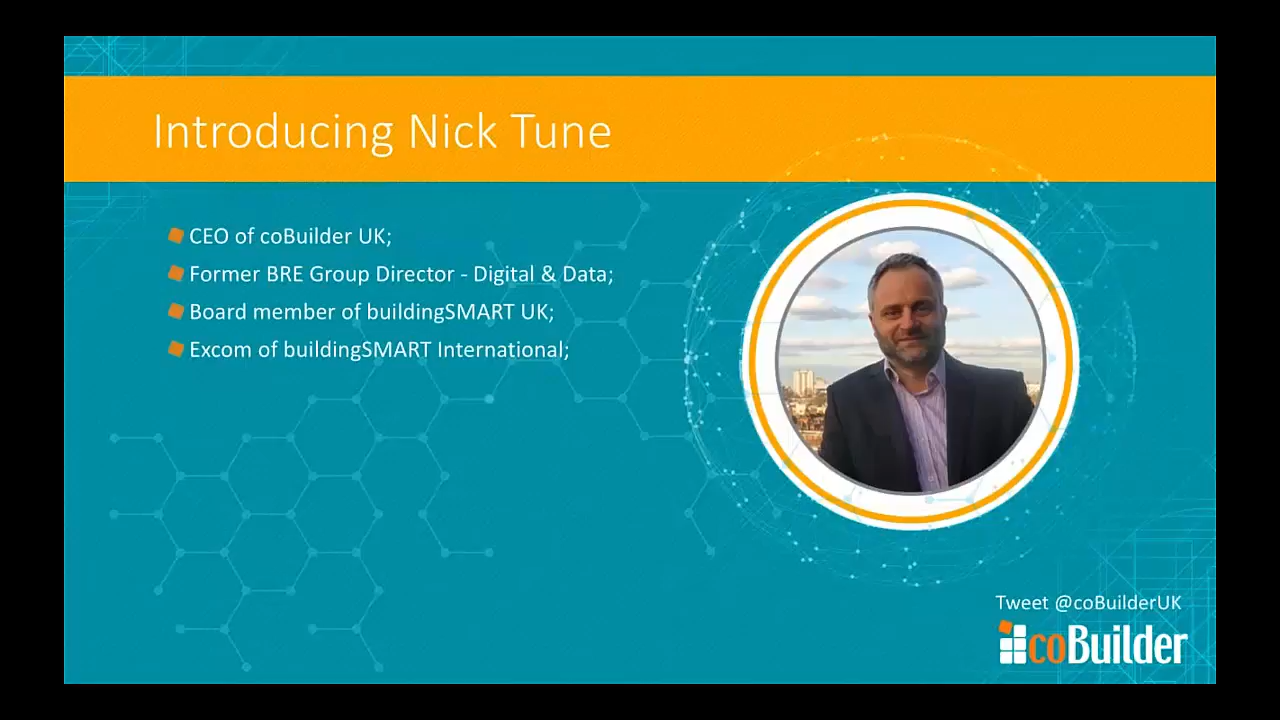 Introducing Nick Tune
CEO of coBuilder UK;
Former BRE Group Director - Digital & Data;
Board member of buildingSMART UK;
Excom of buildingSMART International;
Tweet @coBuilderUK
coBuilder